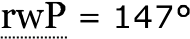 rwP = 147°